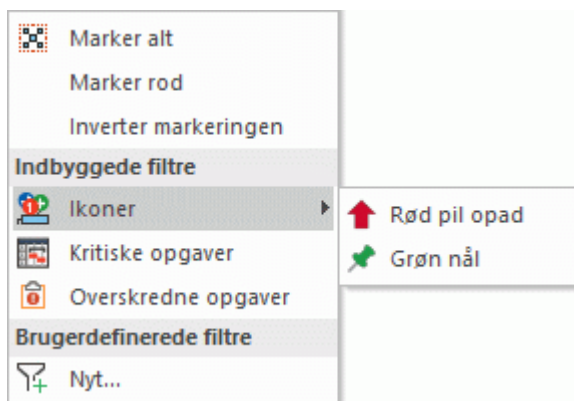 Marker alt
Marker rod
Inverter markeringen
Indbyggede filtre
Ikoner
Rød pil opad
Grøn nål
Kritiske opgaver
Overskredne opgaver
Brugerdefinerede filtre
Nyt...